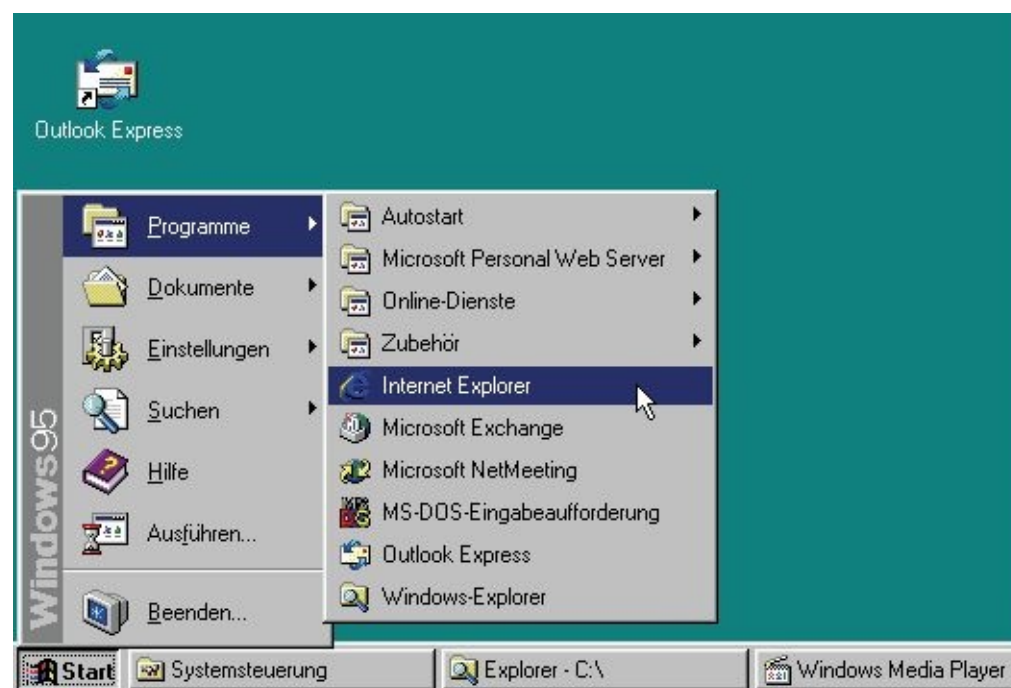 Outlook Express
Programme
Dokumente
Einstellungen
Suchen
Hilfe
Ausführen...
Beenden...
Windows95
Autostart
Microsoft Personal Web Server
Online-Dienste
Zubehör
Internet Explorer
Microsoft Exchange
Microsoft NetMeeting
MS-DOS-Eingabeaufforderung
Outlook Express
Windows-Explorer
Start
Systemsteuerung
Explorer - C:\
Windows Media Player